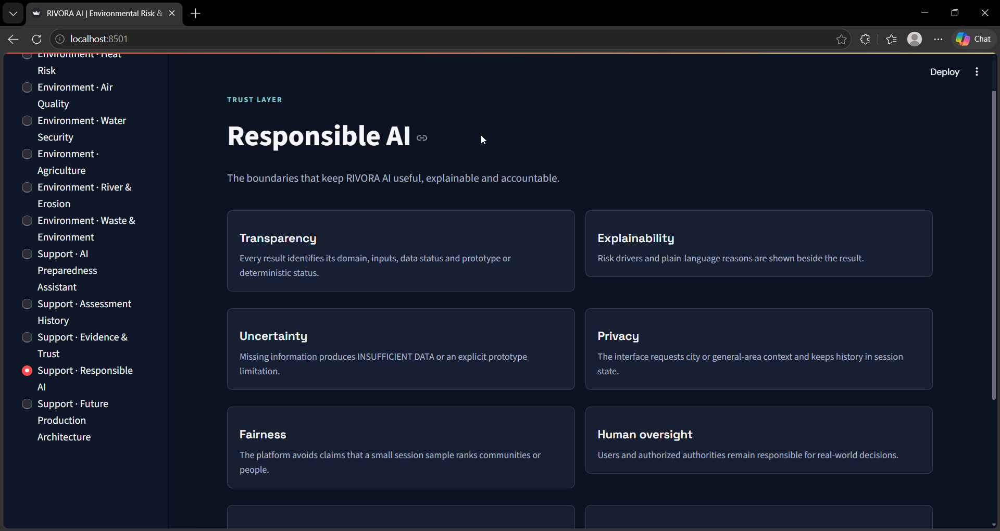 RIVORA AI | Environmental Risk &
localhost:8501
Chat
Environment · Heat
Risk
Environment · Air
Quality
Environment · Water
Security
Environment ·
Agriculture
Environment · River &
Erosion
Environment · Waste &
Environment
Support · AI
Preparedness
Assistant
Support · Assessment
History
Support · Evidence &
Trust
Support · Responsible
AI
Support · Future
Production
Architecture
Deploy
TRUST LAYER
Responsible AI
The boundaries that keep RIVORA AI useful, explainable and accountable.
Transparency
Every result identifies its domain, inputs, data status and prototype or
deterministic status.
Explainability
Risk drivers and plain-language reasons are shown beside the result.
Uncertainty
Missing information produces INSUFFICIENT DATA or an explicit prototype
limitation.
Privacy
The interface requests city or general-area context and keeps history in session
state.
Fairness
The platform avoids claims that a small session sample ranks communities or
people.
Human oversight
Users and authorized authorities remain responsible for real-world decisions.